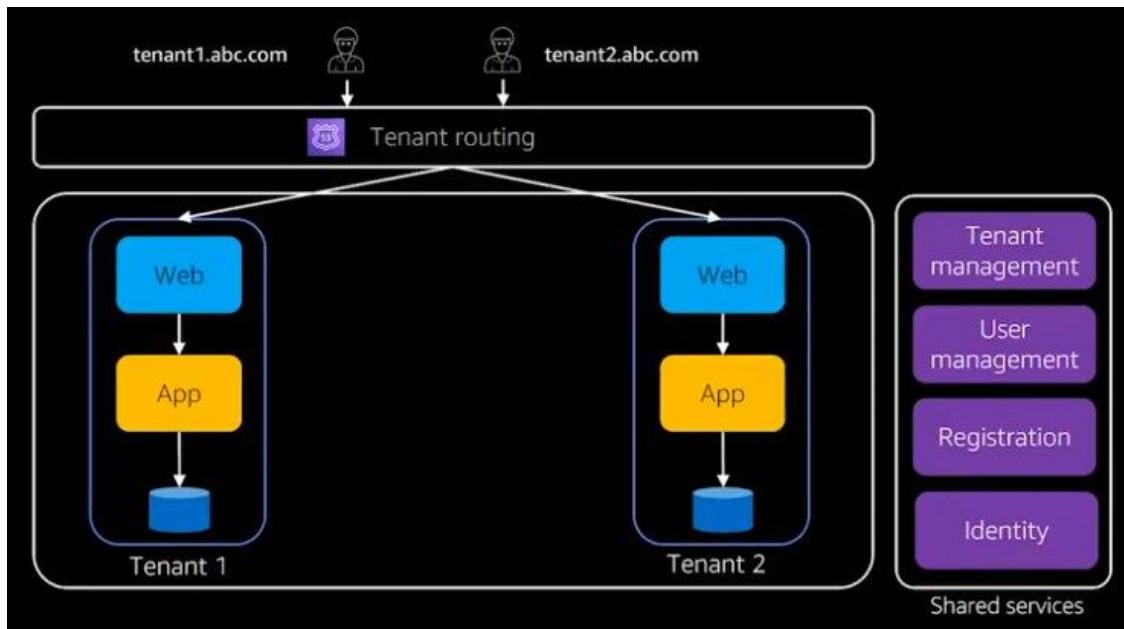 tenant1.abc.com
tenant2.abc.com
53
Tenant routing
Web
App
Tenant 1
Web
App
Tenant 2
Tenant
management
User
management
Registration
Identity
Shared services